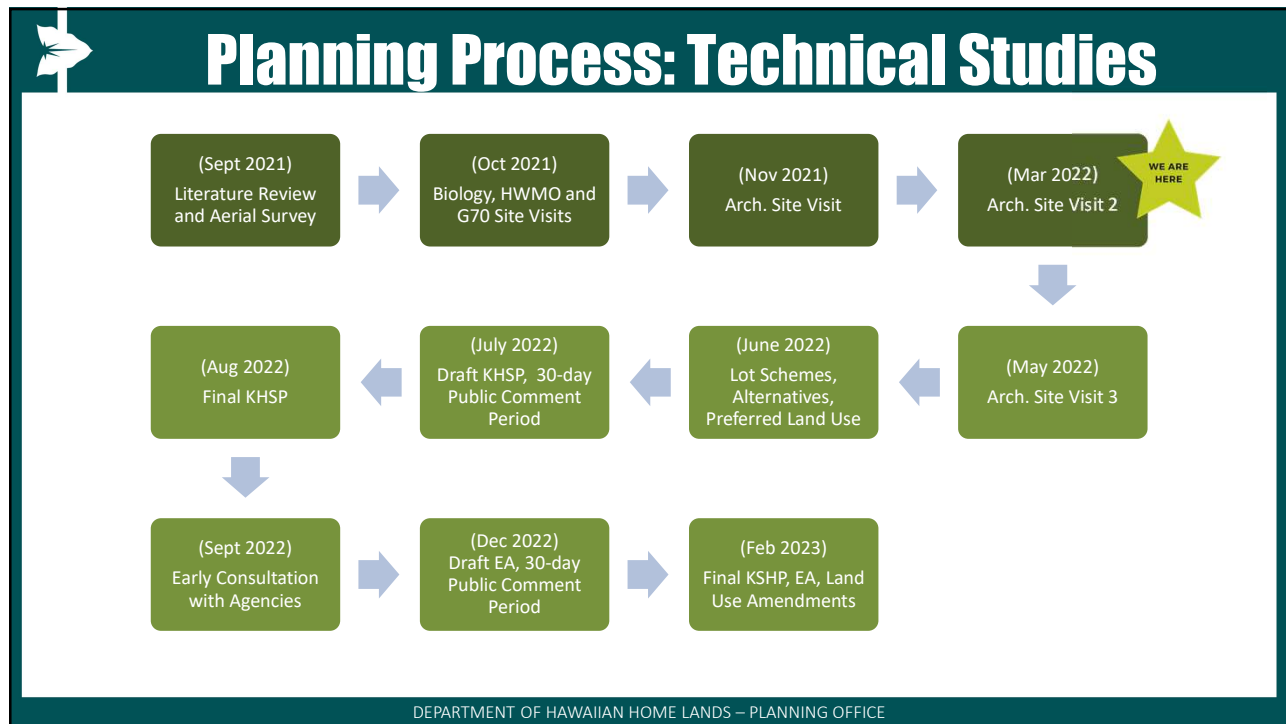 Planning Process: Technical Studies
(Sept 2021)
Literature Review
and Aerial Survey
(Oct 2021)
Biology, HWMO and
G70 Site Visits
(Nov 2021)
Arch. Site Visit
(Mar 2022)
Arch. Site Visit 2
WE ARE
HERE
(May 2022)
Arch. Site Visit 3
(June 2022)
Lot Schemes,
Alternatives,
Preferred Land Use
(July 2022)
Draft KHSP, 30-day
Public Comment
Period
(Aug 2022)
Final KHSP
(Sept 2022)
Early Consultation
with Agencies
(Dec 2022)
Draft EA, 30-day
Public Comment
Period
(Feb 2023)
Final KSHP, EA, Land
Use Amendments
DEPARTMENT OF HAWAIIAN HOME LANDS – PLANNING OFFICE